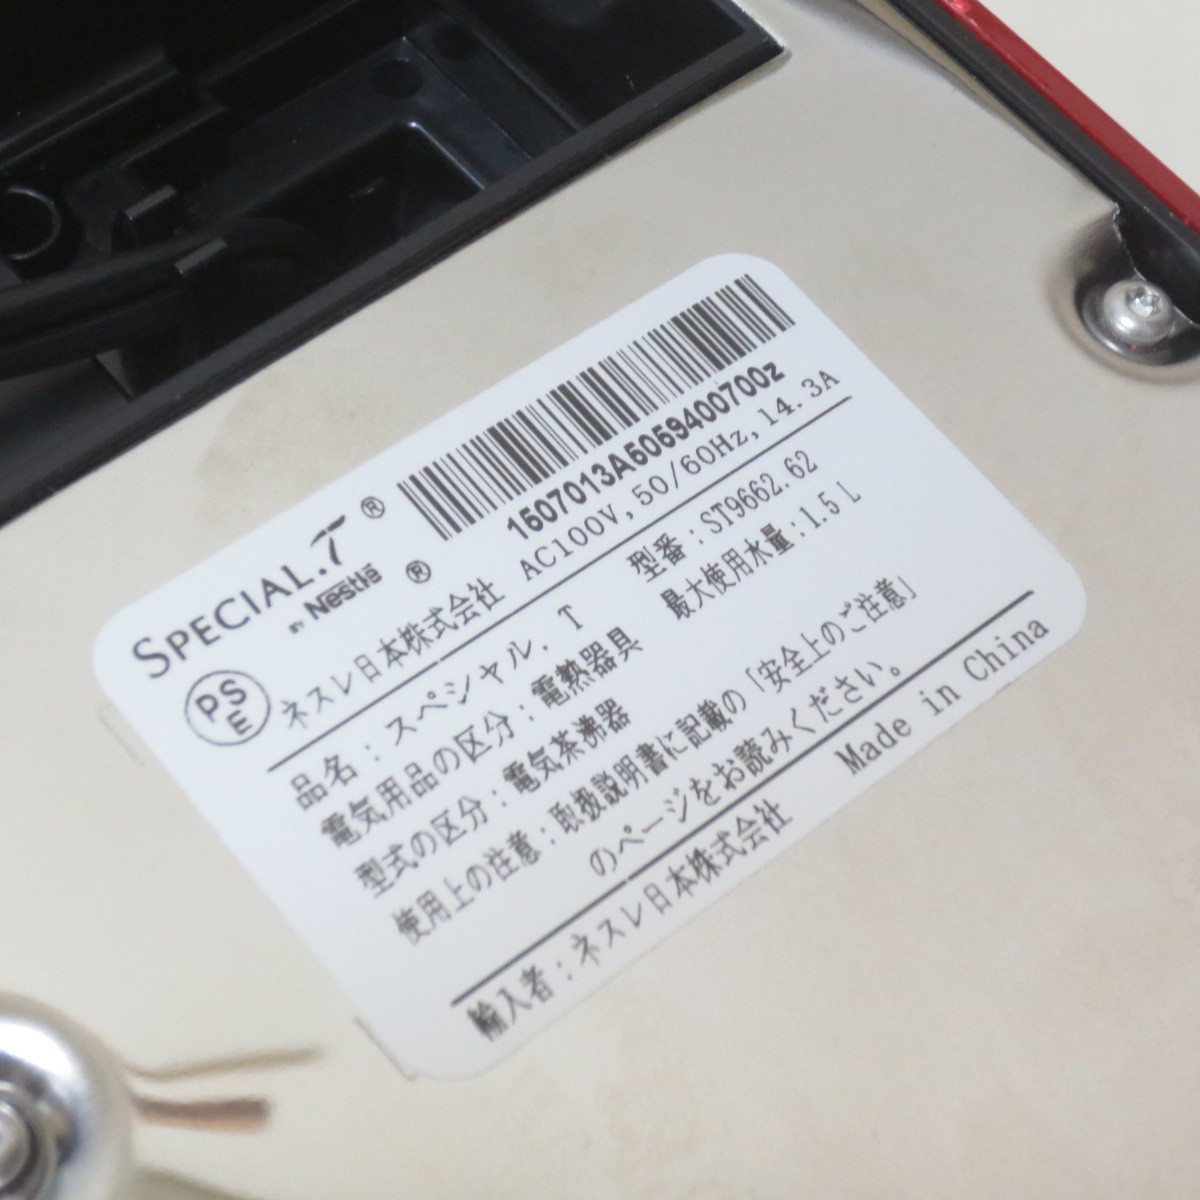 1507013A5059400700z
SPECIAL.T®
BY Nestlé®
PSE
ネスレ日本株式会社 AC100V, 50/60Hz, 14.3A
品名：スペシャル. T 型番：ST9662.62
電気用品の区分：電熱器具 最大使用水量：1.5 L
型式の区分：電気茶沸器
使用上の注意：取扱説明書に記載の「安全上のご注意」
のページをお読みください。
輸入者：ネスレ日本株式会社 Made in China